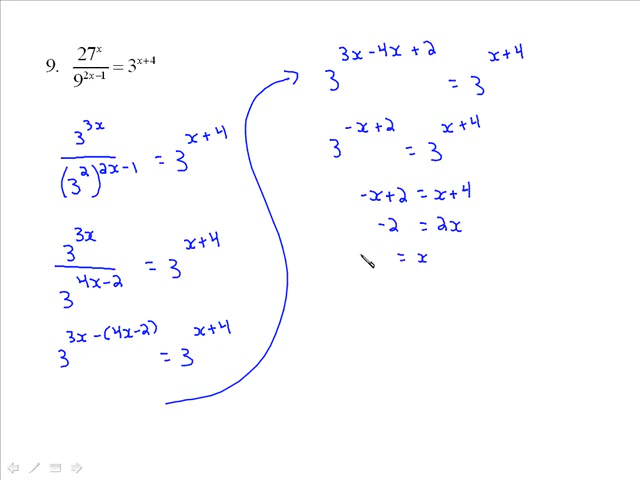 9. 27^x / 9^(2x-1) = 3^(x+4)
3^(3x) / (3^2)^(2x-1) = 3^(x+4)
3^(3x) / 3^(4x-2) = 3^(x+4)
3^(3x-(4x-2)) = 3^(x+4)
3^(3x-4x+2) = 3^(x+4)
3^(-x+2) = 3^(x+4)
-x+2 = x+4
-2 = 2x
= x